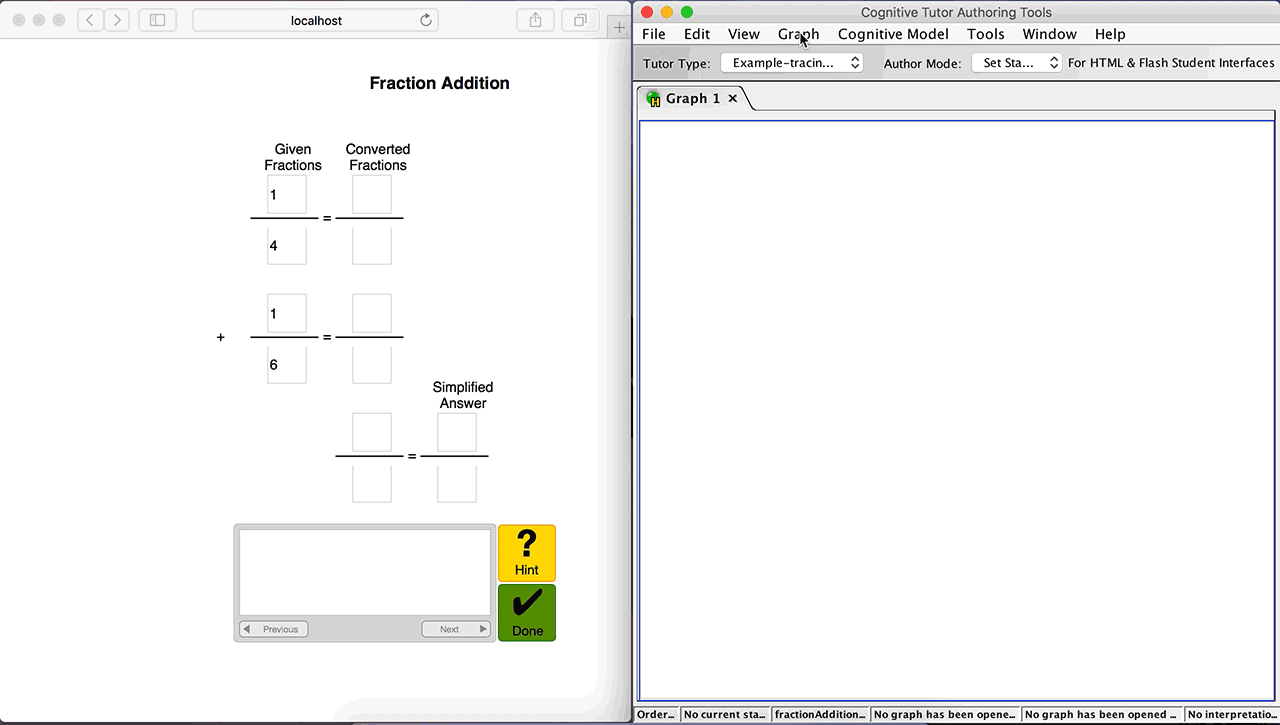 localhost
Fraction Addition
Given
Fractions
Converted
Fractions
1
=
4
+
1
=
6
Simplified
Answer
=
?
Hint
Previous
Next
Done
Cognitive Tutor Authoring Tools
File Edit View Graph Cognitive Model Tools Window Help
Tutor Type: Example-tracin... Author Mode: Set Sta... For HTML & Flash Student Interfaces
Graph 1
Order... No current sta... fractionAddition... No graph has been opene... No graph has been opened ... No interpretatio...